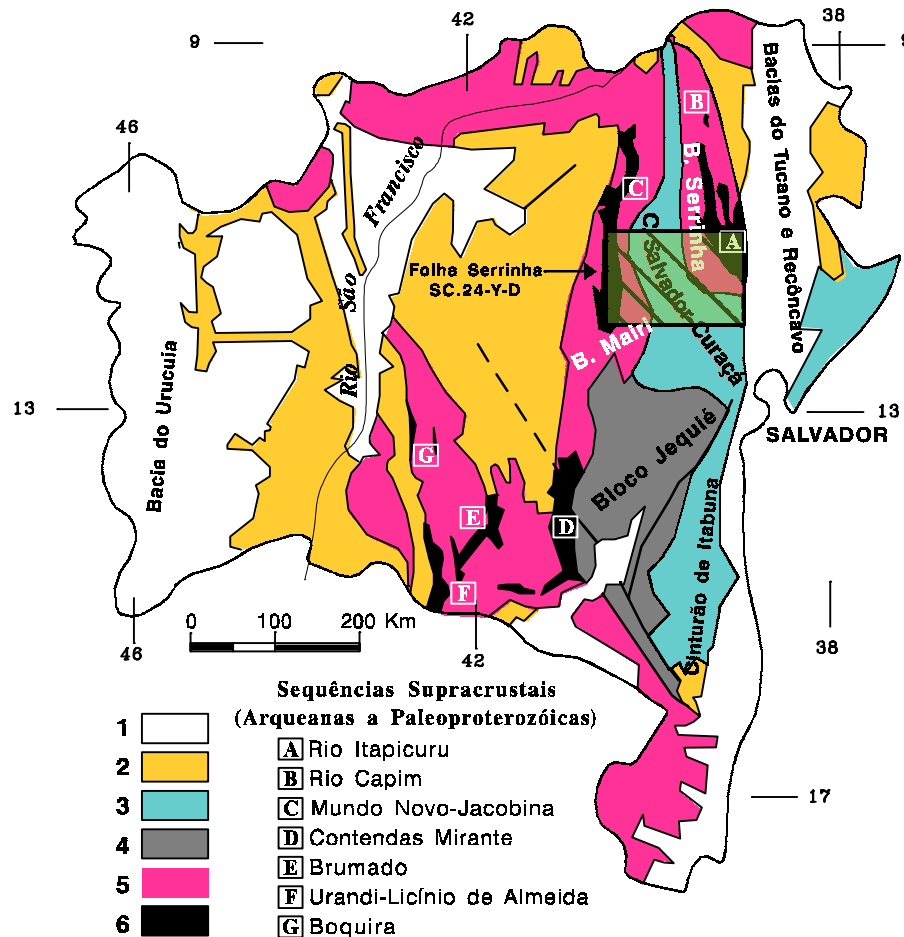 38
42
9
9
46
Bacias do Tucano e Recôncavo
B
B. Serrinha
C
Francisco
A
C. Salvador-Curaçá
Folha Serrinha
SC.24-Y-D
São
B. Mairi
Rio
Bacia do Urucuia
13
13
SALVADOR
Bloco Jequié
G
E
D
Cinturão de Itabuna
F
0 100 200 Km
46
42
38
Sequências Supracrustais
(Arqueanas a Paleoproterozóicas)
1
A Rio Itapicuru
2
B Rio Capim
17
3
C Mundo Novo-Jacobina
4
D Contendas Mirante
E Brumado
5
F Urandi-Licínio de Almeida
6
G Boquira